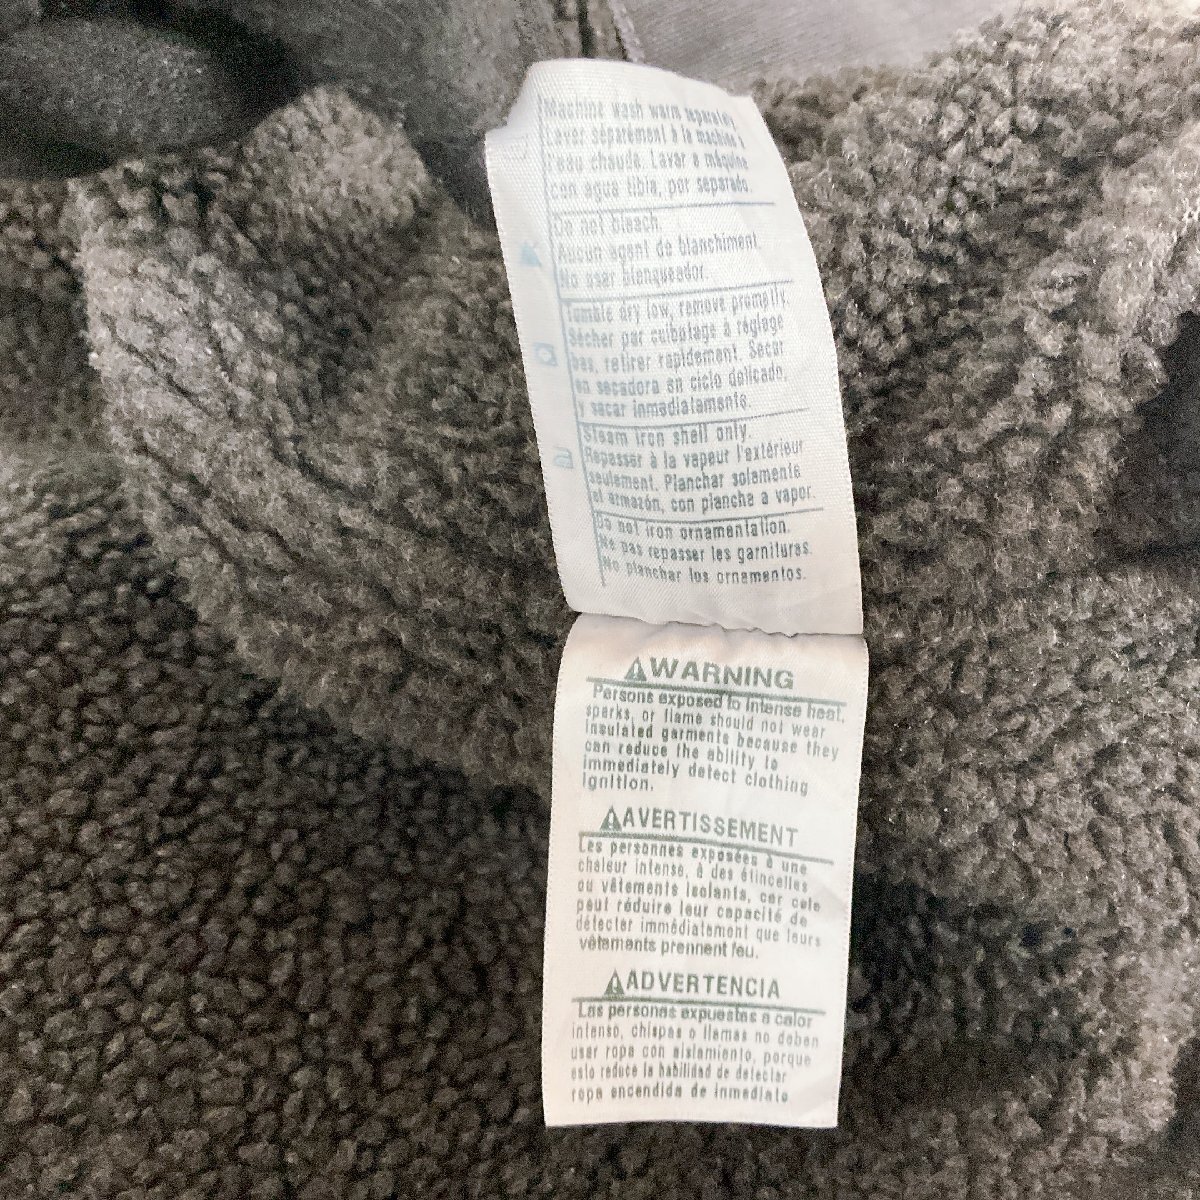 Machine wash warm separately
Laver séparément à la machine à
l'eau chaude. Lavar a máquina
con agua tibia, por separado.
Do not bleach.
Aucun agent de blanchiment.
No usar blanqueador.
Tumble dry low, remove promptly.
Sécher par culbutage à réglage
bas, retirer rapidement. Secar
en secadora en ciclo delicado,
y sacar inmediatamente.
Steam iron shell only.
Repasser à la vapeur l'extérieur
seulement. Planchar solamente
el armazón, con plancha a vapor.
Do not iron ornamentation.
Ne pas repasser les garnitures.
No planchar los ornamentos.
⚠WARNING
Persons exposed to intense heat,
sparks, or flame should not wear
insulated garments because they
can reduce the ability to
immediately detect clothing
ignition.
⚠AVERTISSEMENT
Les personnes exposées à une
chaleur intense, à des étincelles
ou vêtements isolants, car cela
peut réduire leur capacité de
détecter immédiatement que leurs
vêtements prennent feu.
⚠ADVERTENCIA
Las personas expuestas a calor
intenso, chispas o llamas no deben
usar ropa con aislamiento, porque
esto reduce la habilidad de detectar
ropa encendida de inmediato